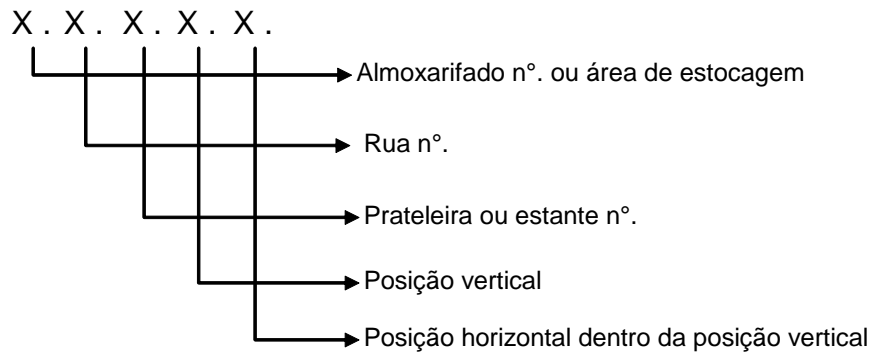 X . X . X . X . X .
Almoxarifado n°. ou área de estocagem
Rua n°.
Prateleira ou estante n°.
Posição vertical
Posição horizontal dentro da posição vertical